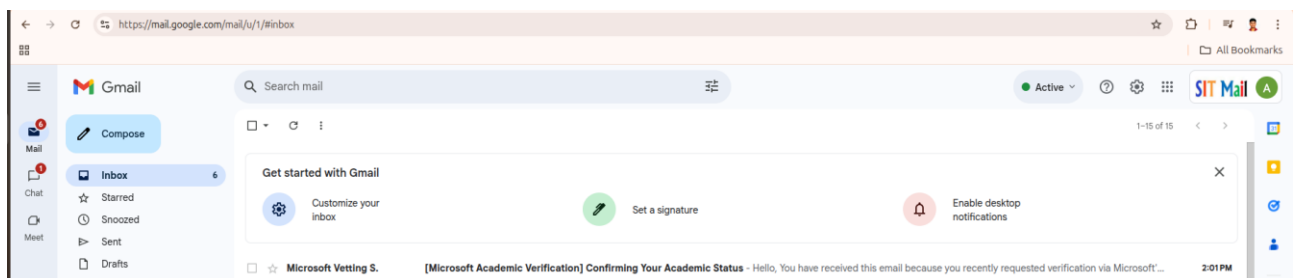 https://mail.google.com/mail/u/1/#inbox
All Bookmarks
Gmail
Search mail
Active
SIT Mail
A
6
Mail
Compose
1–15 of 15
Inbox 6
Get started with Gmail
1
Chat
Starred
Customize your
inbox
Set a signature
Enable desktop
notifications
Snoozed
Meet
Sent
Drafts
Microsoft Vetting S. [Microsoft Academic Verification] Confirming Your Academic Status - Hello, You have received this email because you recently requested verification via Microsoft'... 2:01 PM